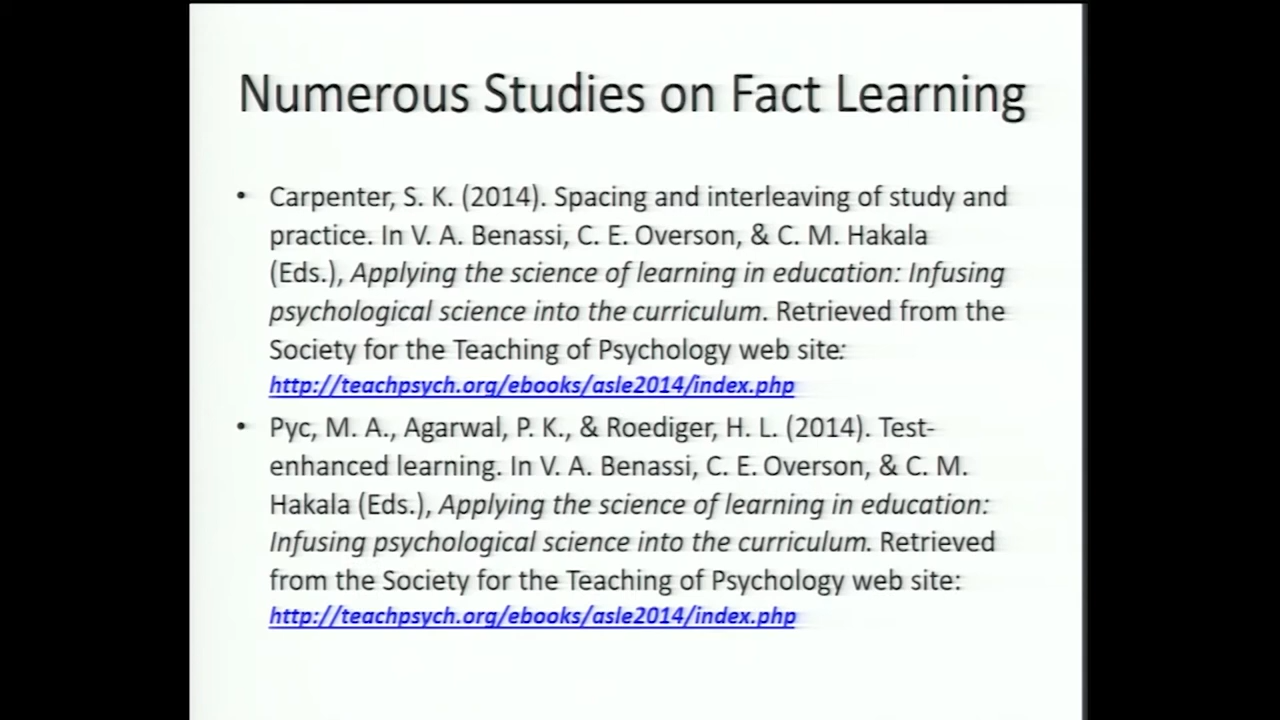 Numerous Studies on Fact Learning
• Carpenter, S. K. (2014). Spacing and interleaving of study and
practice. In V. A. Benassi, C. E. Overson, & C. M. Hakala
(Eds.), Applying the science of learning in education: Infusing
psychological science into the curriculum. Retrieved from the
Society for the Teaching of Psychology web site:
http://teachpsych.org/ebooks/asle2014/index.php
• Pyc, M. A., Agarwal, P. K., & Roediger, H. L. (2014). Test-
enhanced learning. In V. A. Benassi, C. E. Overson, & C. M.
Hakala (Eds.), Applying the science of learning in education:
Infusing psychological science into the curriculum. Retrieved
from the Society for the Teaching of Psychology web site:
http://teachpsych.org/ebooks/asle2014/index.php